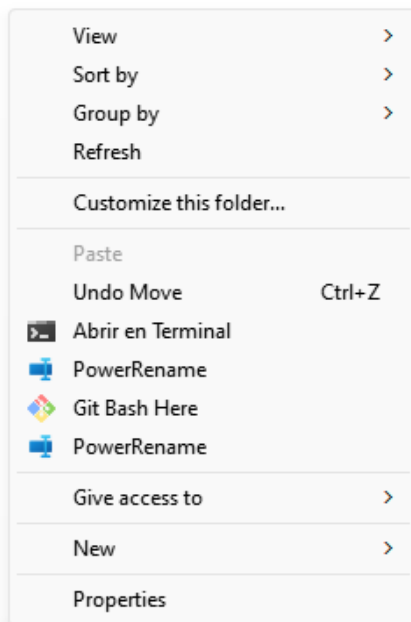 View
Sort by
Group by
Refresh
Customize this folder...
Paste
Undo Move Ctrl+Z
Abrir en Terminal
PowerRename
Git Bash Here
PowerRename
Give access to
New
Properties